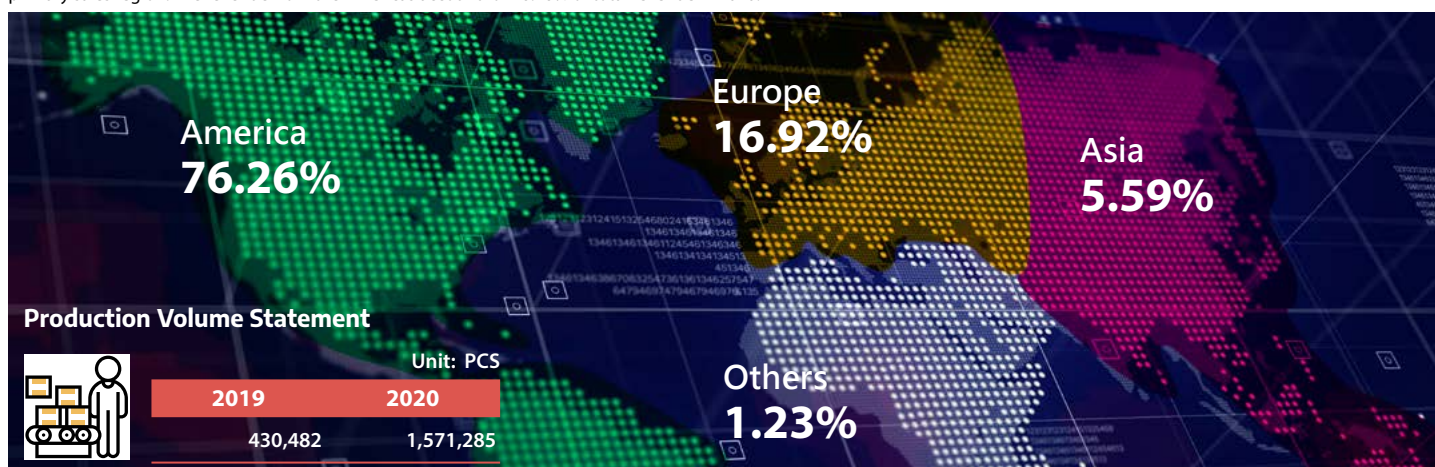 America
76.26%
Europe
16.92%
Asia
5.59%
Others
1.23%
Production Volume Statement
Unit: PCS
2019 2020
430,482 1,571,285